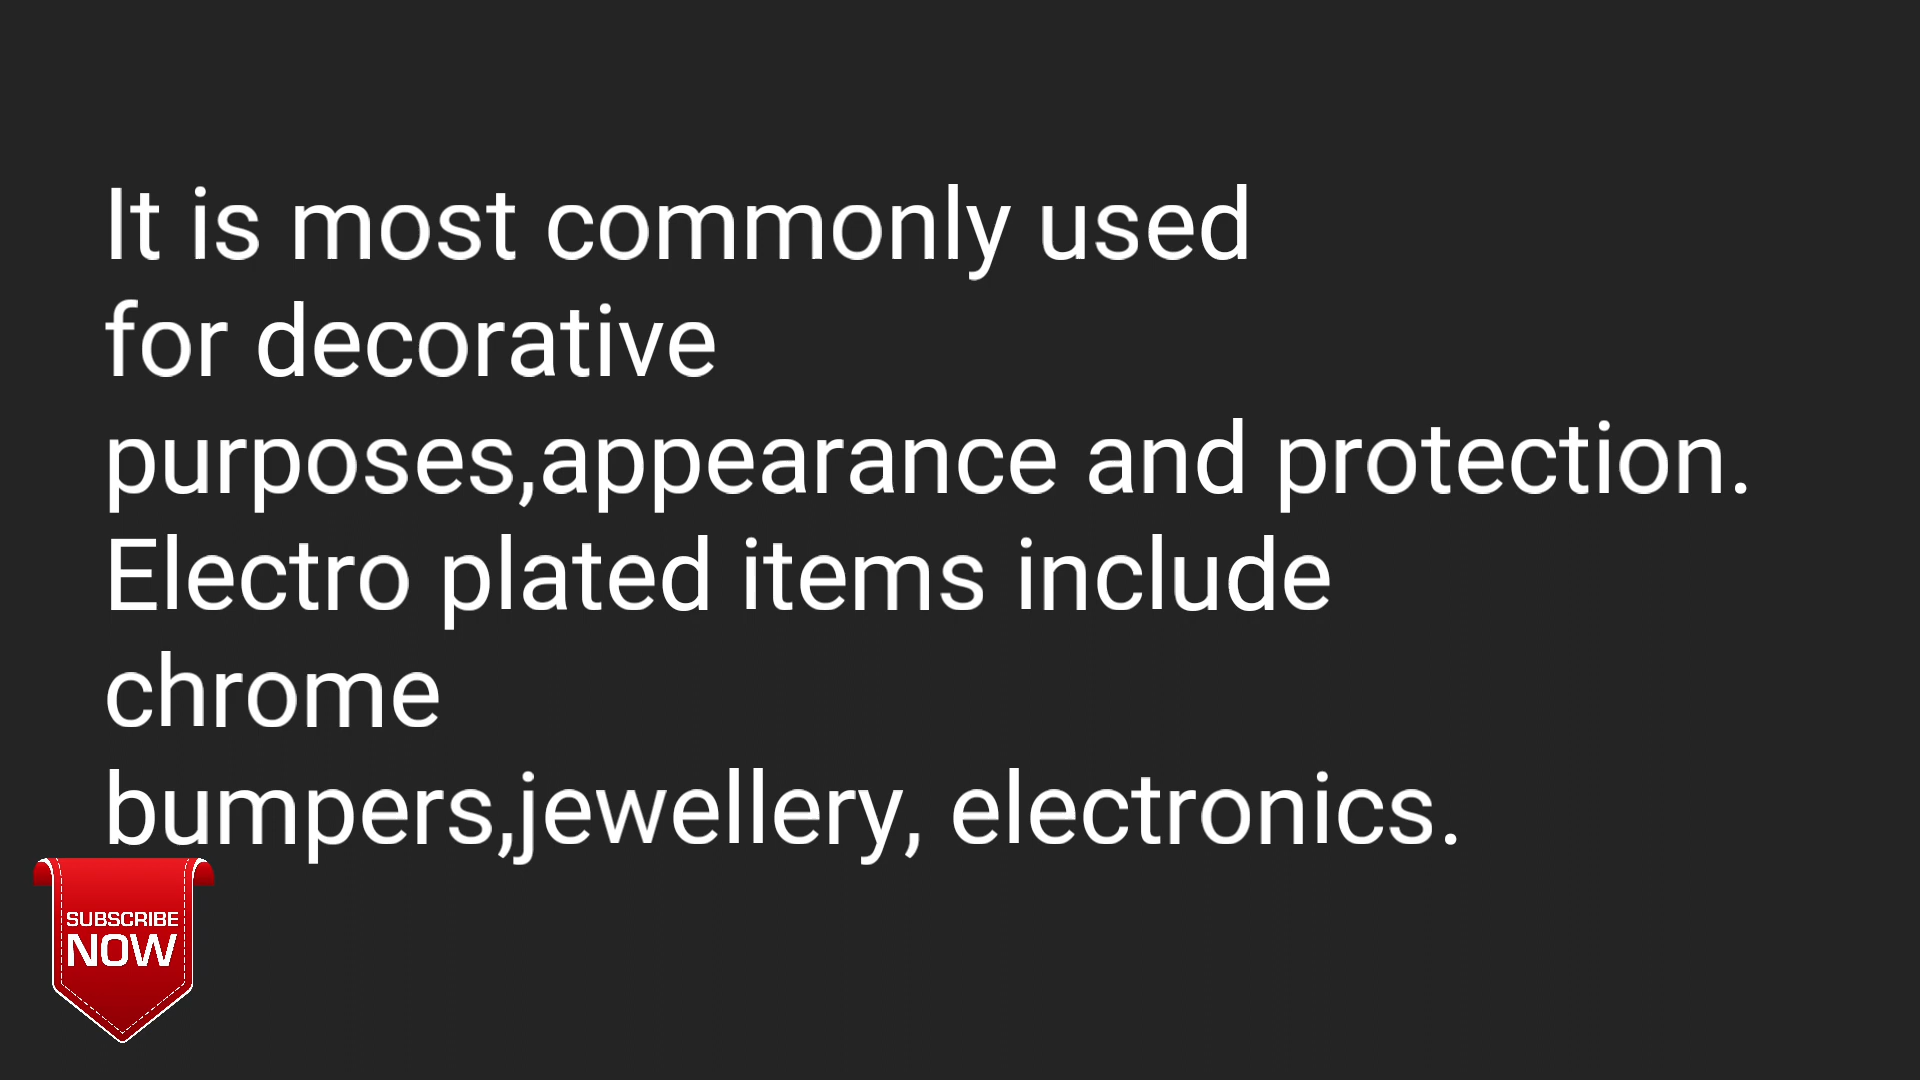 It is most commonly used
for decorative
purposes,appearance and protection.
Electro plated items include
chrome
bumpers,jewellery, electronics.
SUBSCRIBE
NOW